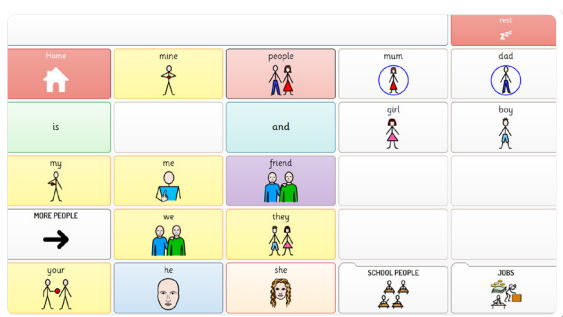 rest
zzz
Home
mine
people
mum
dad
is
and
girl
boy
my
me
friend
MORE PEOPLE
we
they
your
he
she
SCHOOL PEOPLE
JOBS